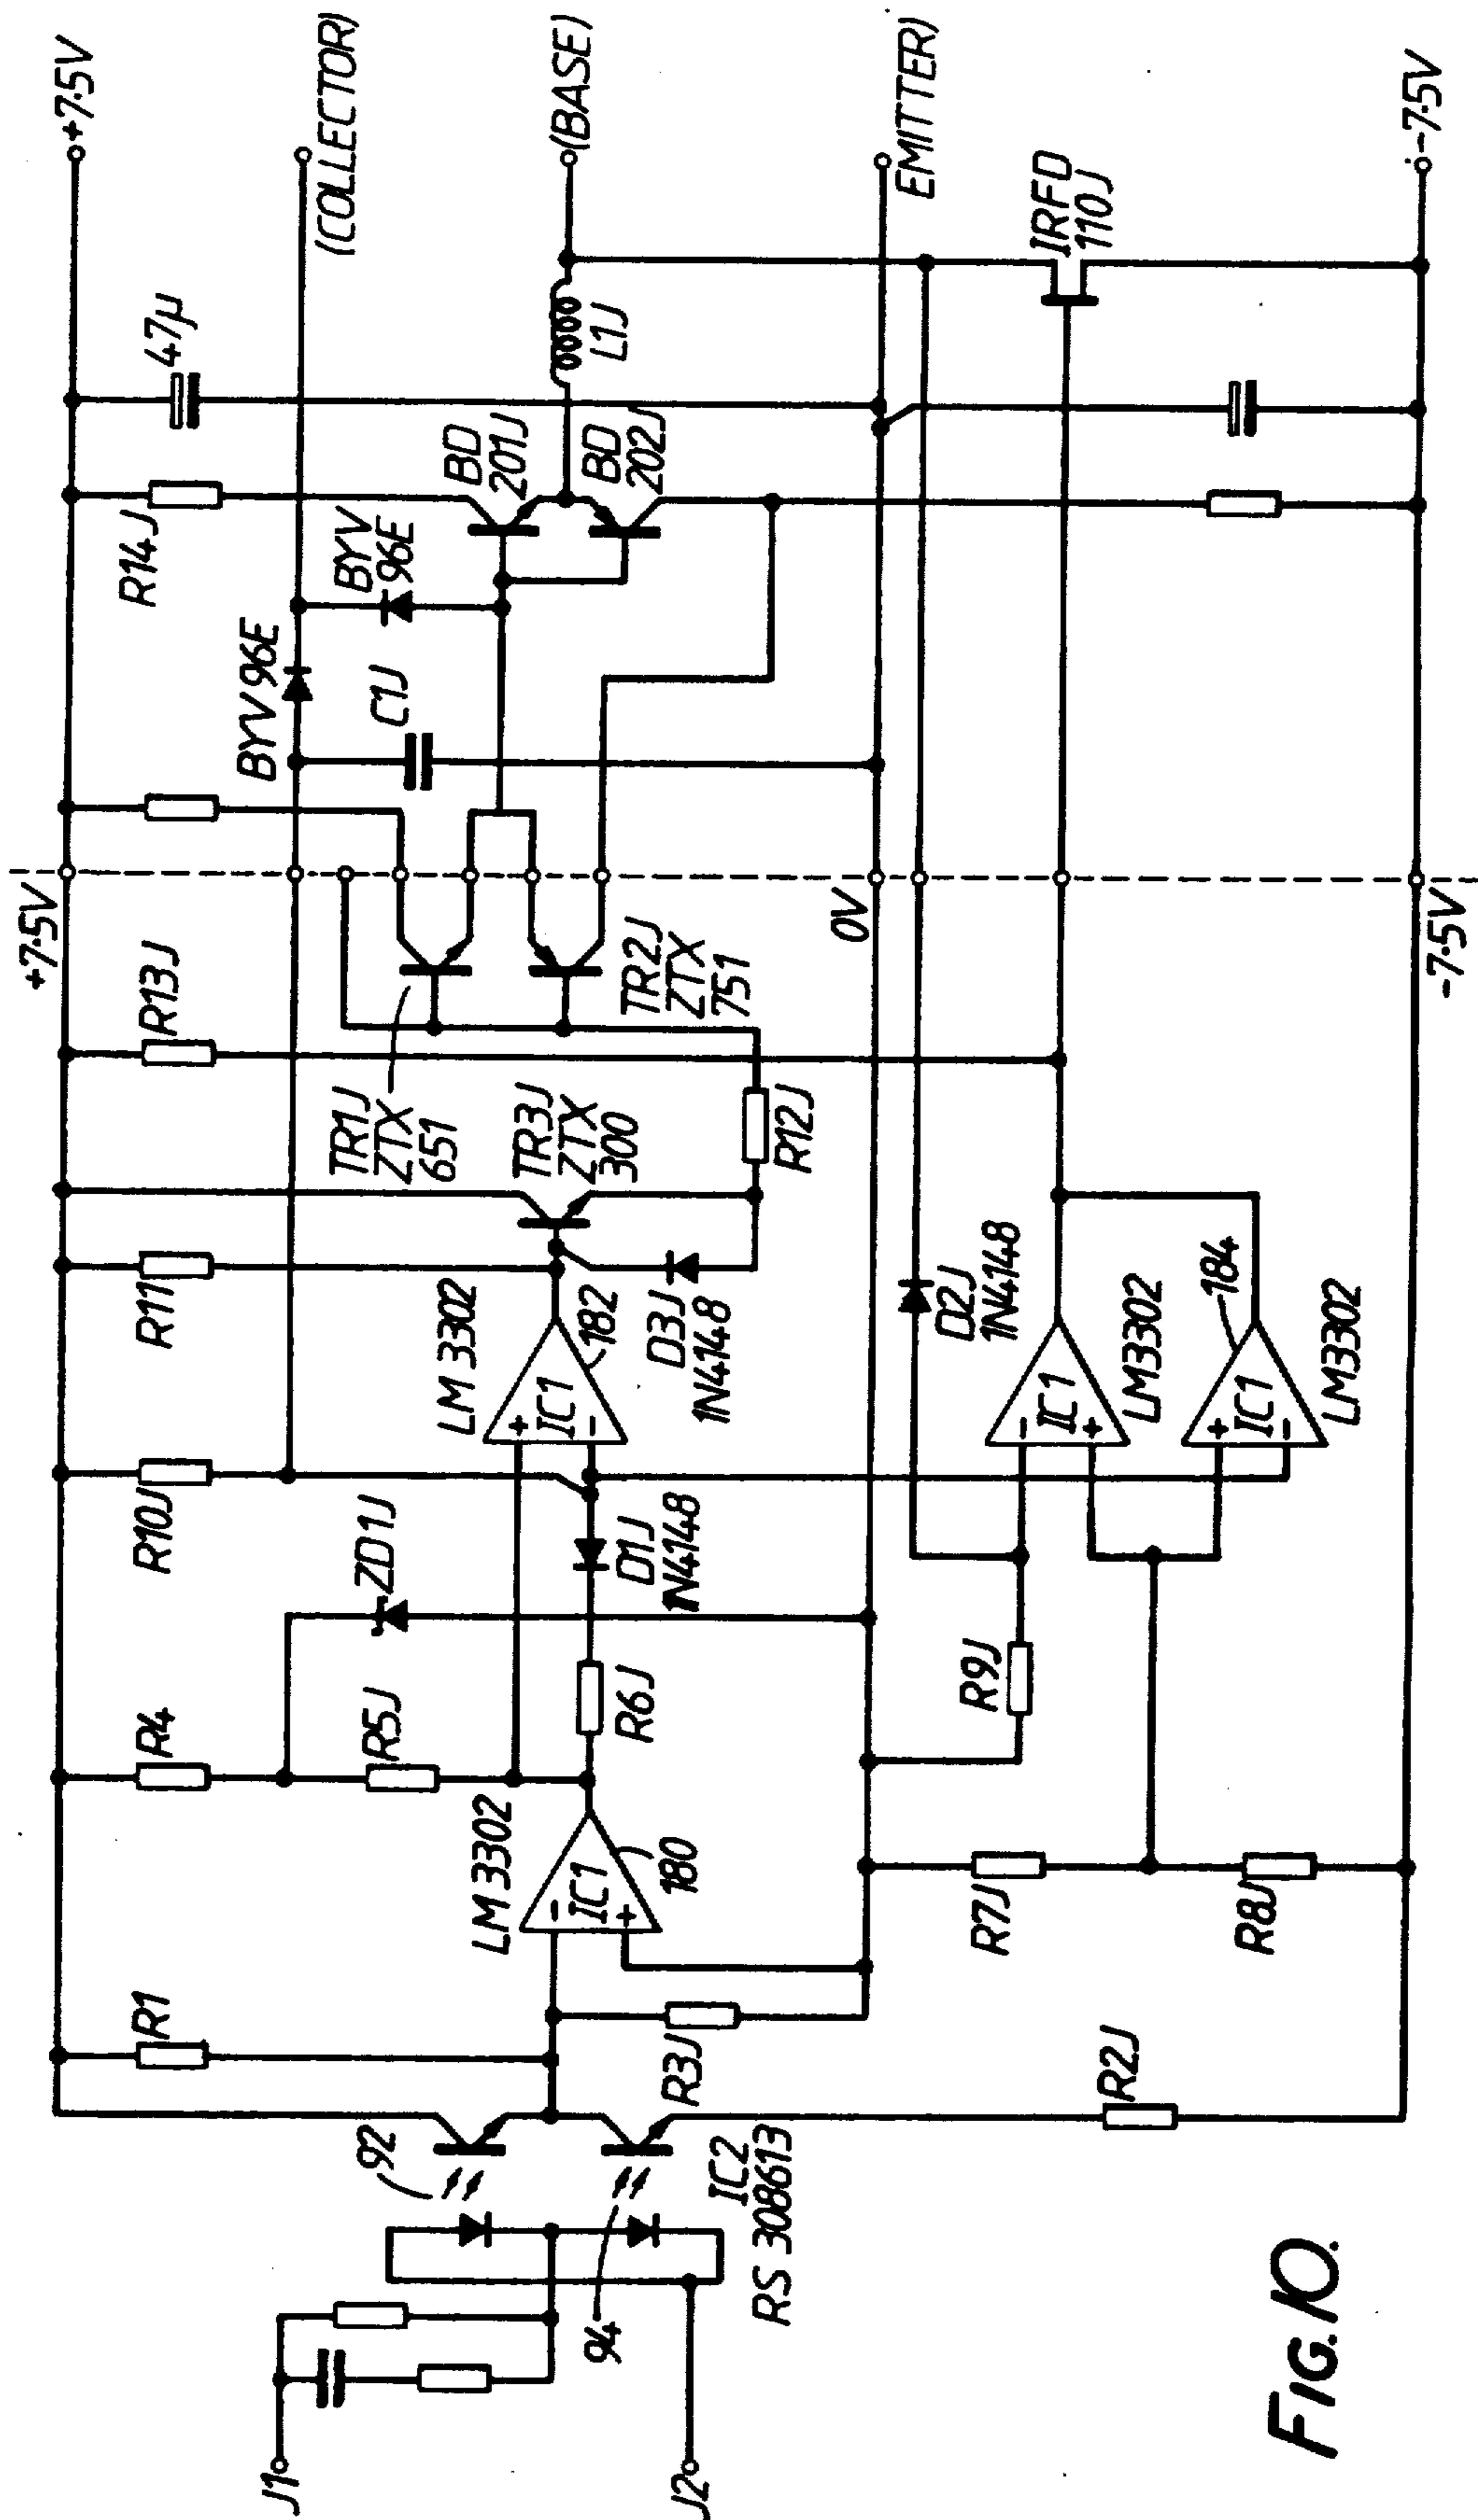 +7·5V
(COLLECTOR)
(BASE)
EMITTER)
-7·5V
47µ
L1J
IRFD
110J
R14J
BD
201J
BD
202J
BYV
96E
BYV 96E
C1J
+7·5V
0V
-7·5V
R13J
TR1J
ZTX
651
TR2J
ZTX
751
TR3J
ZTX
300
R12J
R11
LM 3302
IC1
+
-
182
D3J
1N4148
D2J
1N4148
R10J
ZD1J
D1J
1N4148
IC1
-
+
LM3302
184
IC1
+
-
LM3302
R4
R5J
R6J
R9J
LM 3302
IC1
-
+
180
R7J
R8J
R1
R3J
R2J
92
94
IC2
RS 308613
J1
J2
FIG.10.